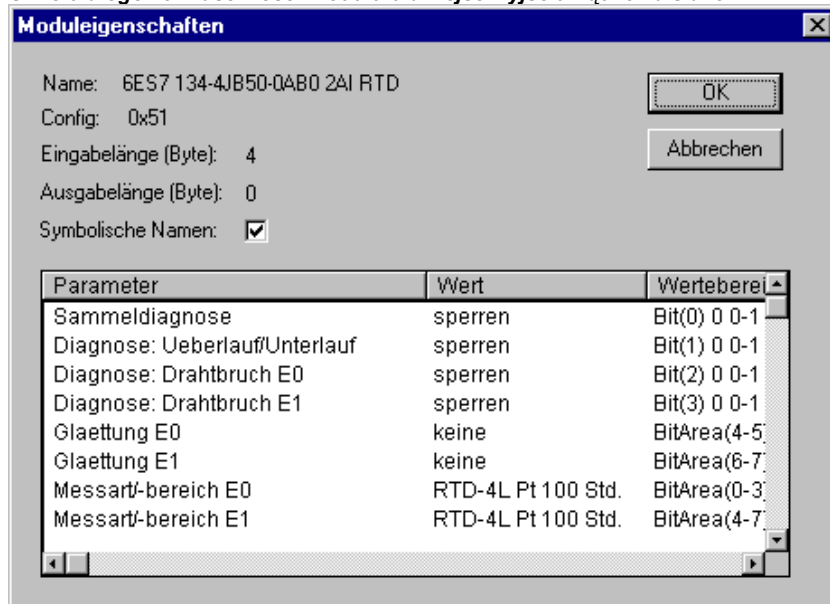 Moduleigenschaften
Name: 6ES7 134-4JB50-0AB0 2AI RTD
OK
Config: 0x51
Eingabelänge (Byte): 4
Abbrechen
Ausgabelänge (Byte): 0
Symbolische Namen:
Parameter Wert Wertebarei
Sammeldiagnose sperren Bit(0) 0 0-1
Diagnose: Ueberlauf/Unterlauf sperren Bit(1) 0 0-1
Diagnose: Drahtbruch E0 sperren Bit(2) 0 0-1
Diagnose: Drahtbruch E1 sperren Bit(3) 0 0-1
Glaettung E0 keine BitArea(4-5)
Glaettung E1 keine BitArea(6-7)
Messart/-bereich E0 RTD-4L Pt 100 Std. BitArea(0-3)
Messart/-bereich E1 RTD-4L Pt 100 Std. BitArea(4-7)